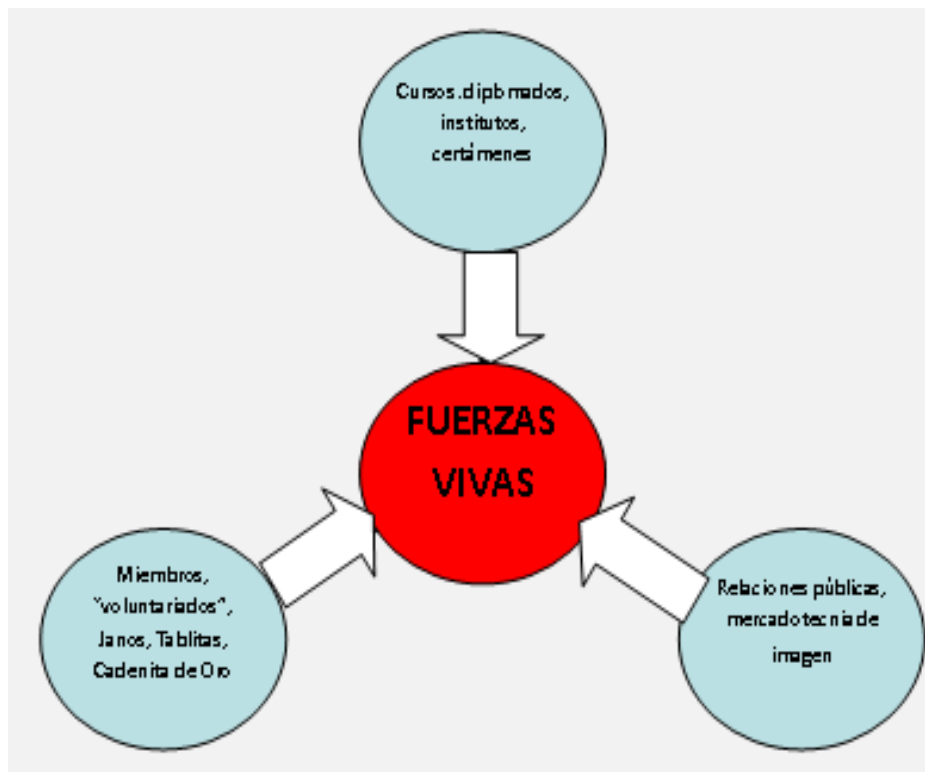 Cursos.diplomados,
institutos,
certámenes
FUERZAS
VIVAS
Miembros,
“voluntariados”,
Janos, Tablitas,
Cadenita de Oro
Relaciones públicas,
mercadotecnia de
imagen